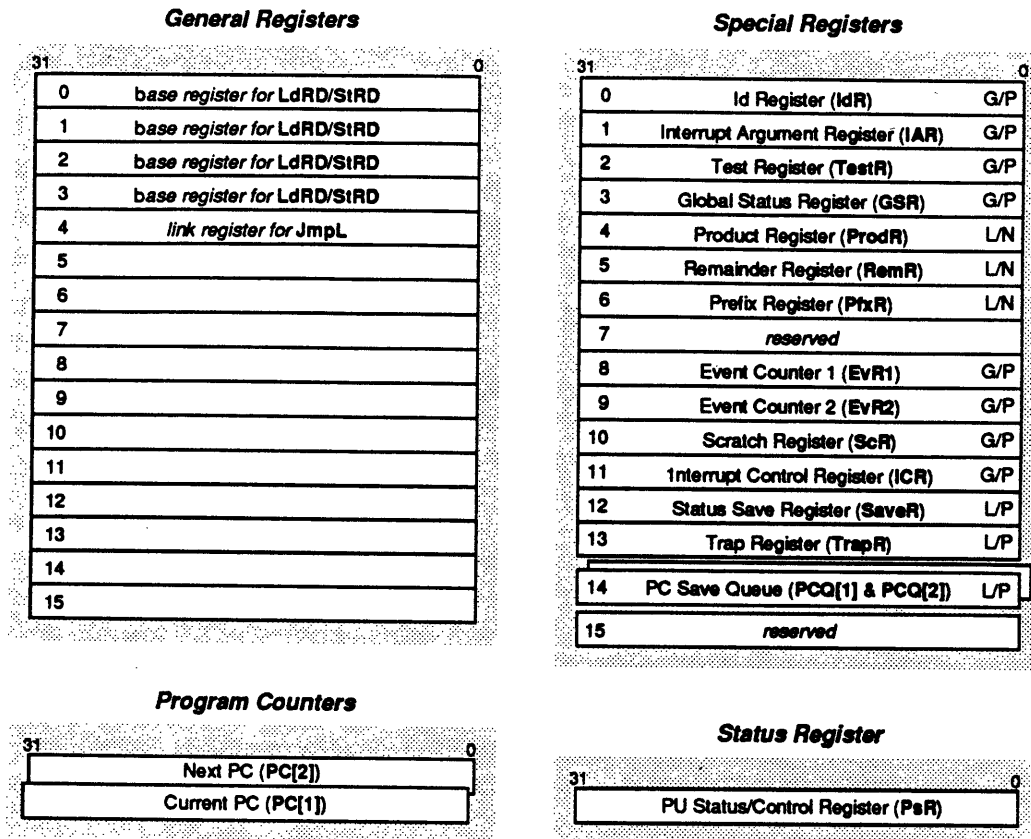 General Registers
31 0
0 base register for LdRD/StRD
1 base register for LdRD/StRD
2 base register for LdRD/StRD
3 base register for LdRD/StRD
4 link register for JmpL
5
6
7
8
9
10
11
12
13
14
15
Special Registers
31 0
0 Id Register (IdR) G/P
1 Interrupt Argument Register (IAR) G/P
2 Test Register (TestR) G/P
3 Global Status Register (GSR) G/P
4 Product Register (ProdR) L/N
5 Remainder Register (RemR) L/N
6 Prefix Register (PfxR) L/N
7 reserved
8 Event Counter 1 (EvR1) G/P
9 Event Counter 2 (EvR2) G/P
10 Scratch Register (ScR) G/P
11 1nterrupt Control Register (ICR) G/P
12 Status Save Register (SaveR) L/P
13 Trap Register (TrapR) L/P
14 PC Save Queue (PCQ[1] & PCQ[2]) L/P
15 reserved
Program Counters
31 0
Next PC (PC[2])
Current PC (PC[1])
Status Register
31 0
PU Status/Control Register (PsR)